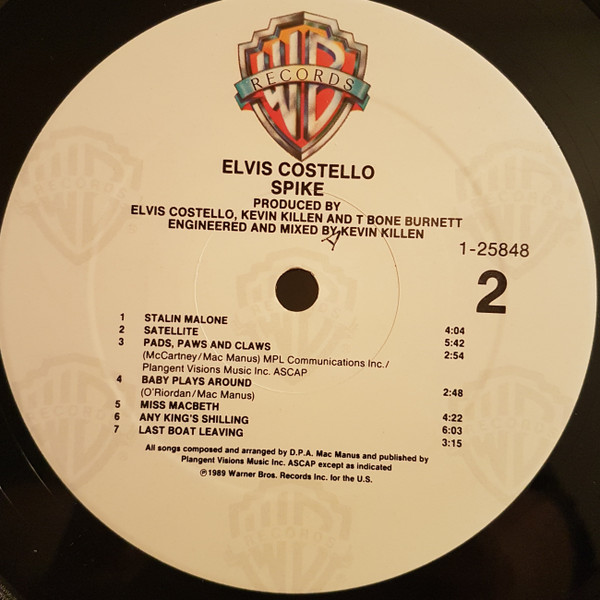 WB
RECORDS
ELVIS COSTELLO
SPIKE
PRODUCED BY
ELVIS COSTELLO, KEVIN KILLEN AND T BONE BURNETT
ENGINEERED AND MIXED BY KEVIN KILLEN
1-25848
2
1 STALIN MALONE 4:04
2 SATELLITE 5:42
3 PADS, PAWS AND CLAWS 2:54
(McCartney/Mac Manus) MPL Communications Inc./
Plangent Visions Music Inc. ASCAP
4 BABY PLAYS AROUND 2:48
(O'Riordan/Mac Manus)
5 MISS MACBETH 4:22
6 ANY KING'S SHILLING 6:03
7 LAST BOAT LEAVING 3:15
All songs composed and arranged by D.P.A. Mac Manus and published by
Plangent Visions Music Inc. ASCAP except as indicated
℗1989 Warner Bros. Records Inc. for the U.S.